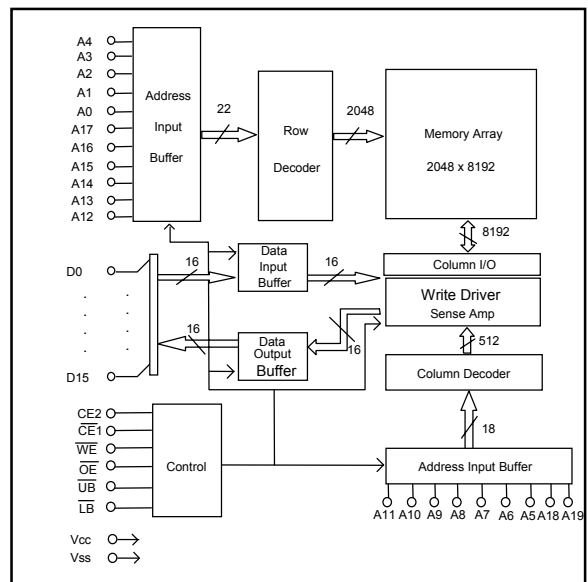 A4
A3
A2
A1
A0
A17
A16
A15
A14
A13
A12
Address
Input
Buffer
22
Row
Decoder
2048
Memory Array
2048 x 8192
8192
D0
. .
. .
. .
. .
D15
16
Data
Input
Buffer
16
Column I/O
Write Driver
Sense Amp
16
Data
Output
Buffer
16
512
Column Decoder
18
CE2
CE1
WE
OE
UB
LB
Control
Address Input Buffer
A11 A10 A9 A8 A7 A6 A5 A18 A19
Vcc
Vss